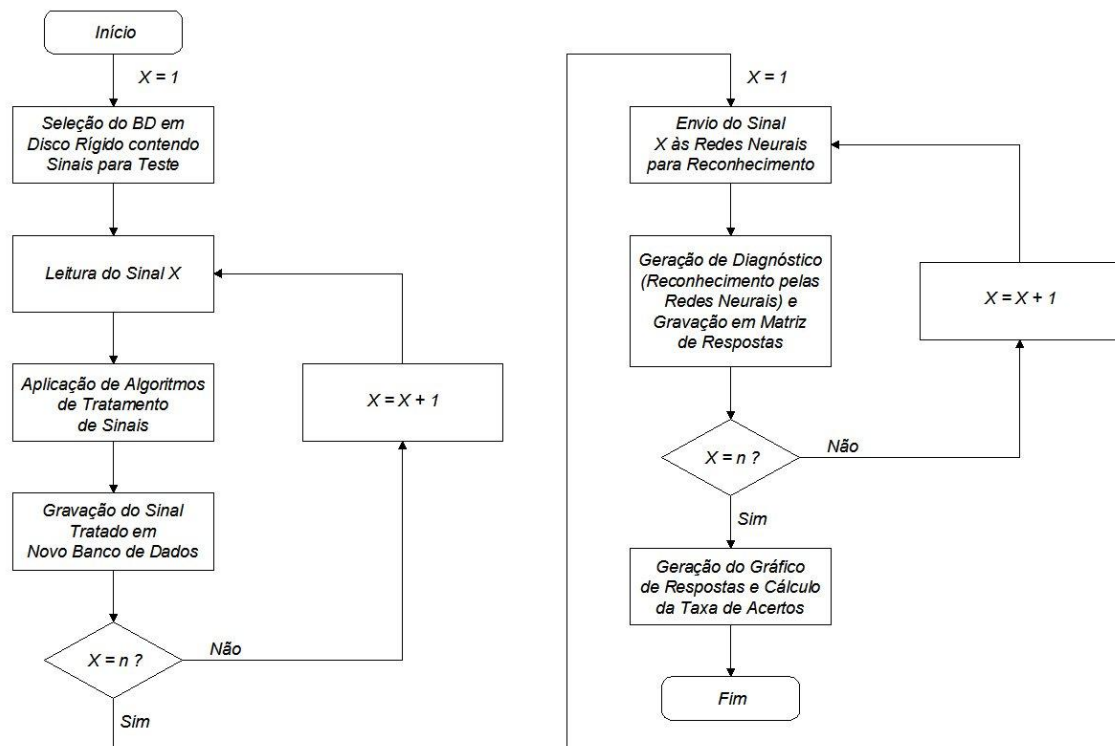 Início
X = 1
Seleção do BD em
Disco Rígido contendo
Sinais para Teste
Leitura do Sinal X
Aplicação de Algoritmos
de Tratamento
de Sinais
X = X + 1
Gravação do Sinal
Tratado em
Novo Banco de Dados
X = n ?
Não
Sim
X = 1
Envio do Sinal
X às Redes Neurais
para Reconhecimento
Geração de Diagnóstico
(Reconhecimento pelas
Redes Neurais) e
Gravação em Matriz
de Respostas
X = X + 1
X = n ?
Não
Sim
Geração do Gráfico
de Respostas e Cálculo
da Taxa de Acertos
Fim